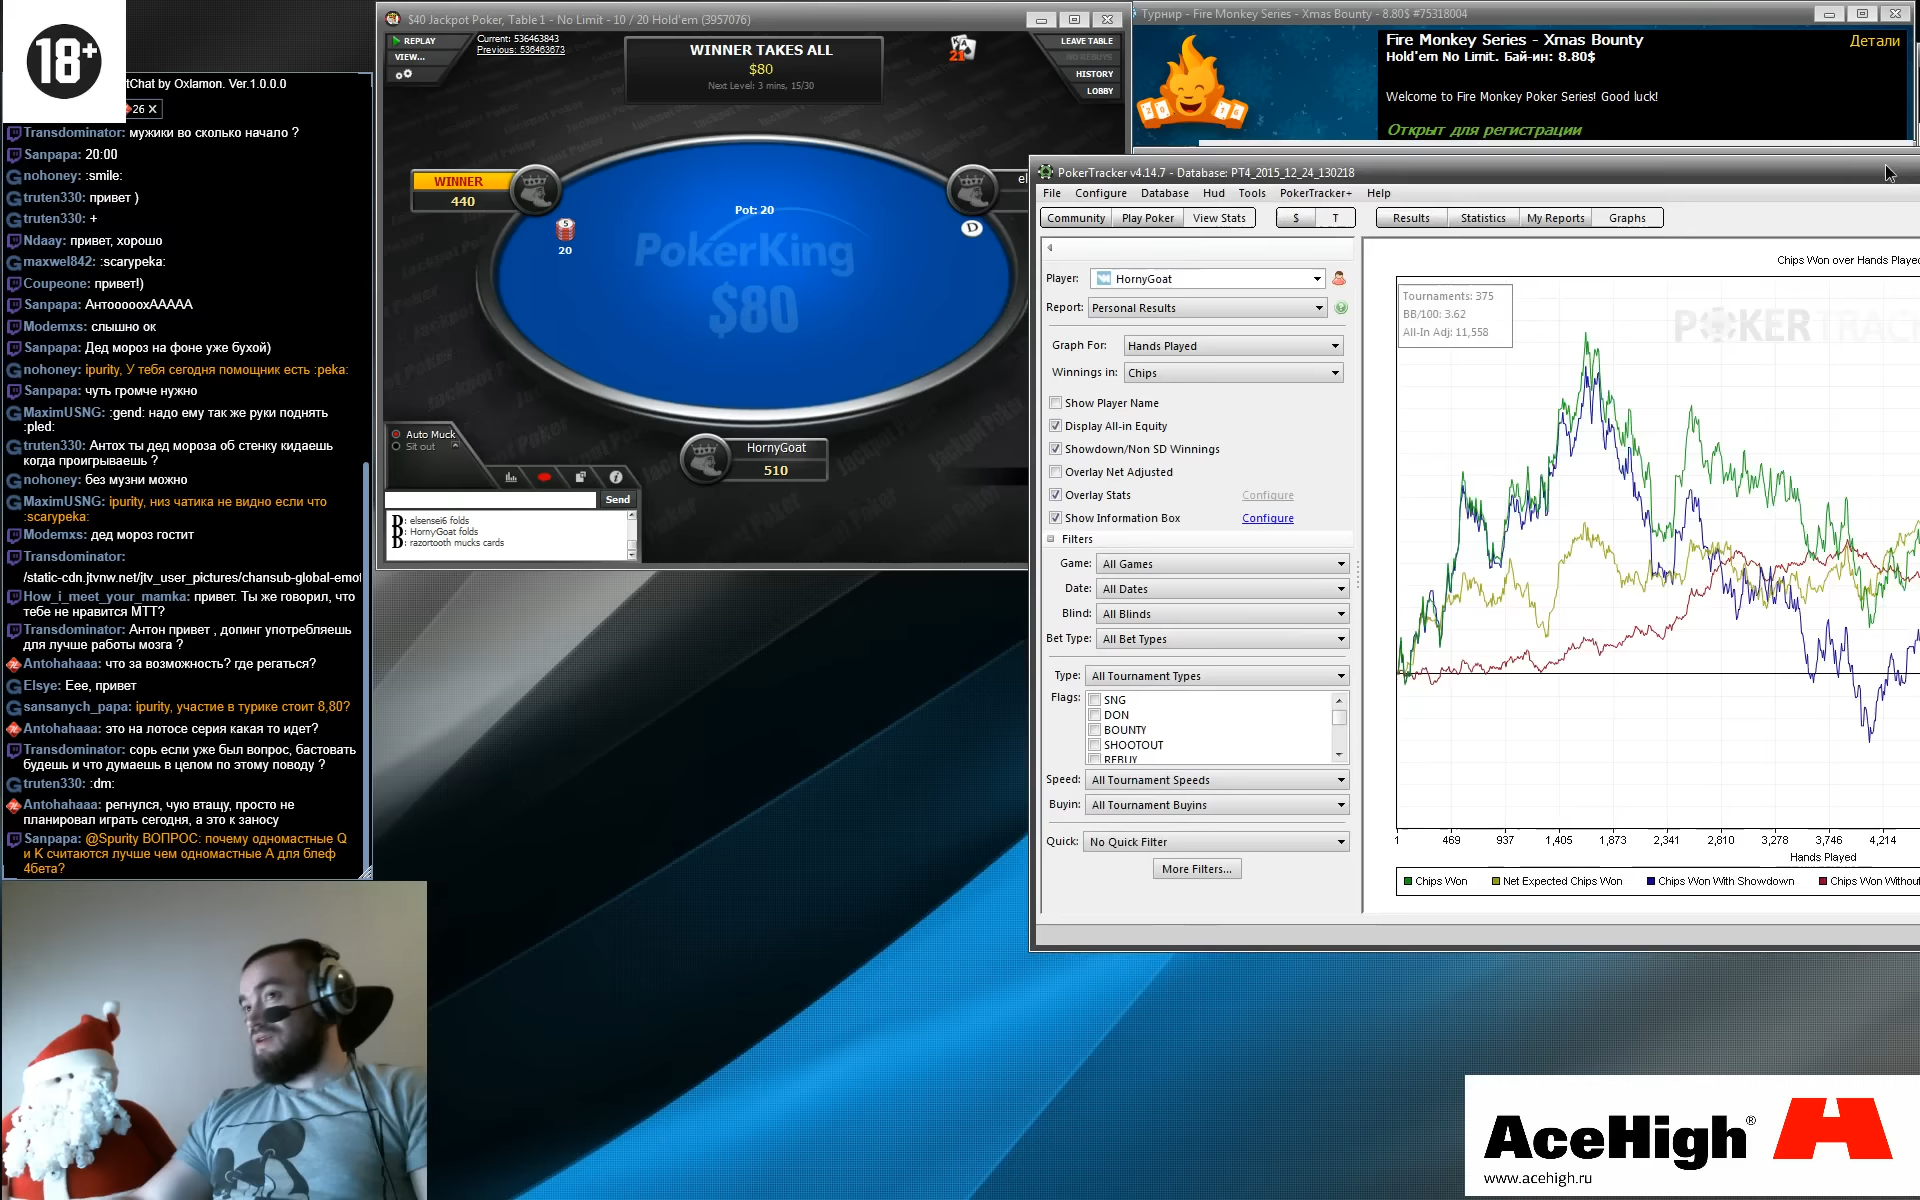 18+
tChat by Oxlamon. Ver.1.0.0.0
26 X
Transdominator: мужики во сколько начало ?
Sanpapa: 20:00
nohoney: :smile:
truten330: привет )
truten330: +
Ndaay: привет, хорошо
maxwel842: :scarypeka:
Coupeone: привет!)
Sanpapa: АнтооооохААААА
Modemxs: слышно ок
Sanpapa: Дед мороз на фоне уже бухой)
nohoney: ipurity, У тебя сегодня помощник есть :peka:
Sanpapa: чуть громче нужно
MaximUSNG: :gend: надо ему так же руки поднять
:pled:
truten330: Антох ты дед мороза об стенку кидаешь
когда проигрываешь ?
nohoney: без музни можно
MaximUSNG: ipurity, низ чатика не видно если что
:scarypeka:
Modemxs: дед мороз гостит
Transdominator:
/static-cdn.jtvnw.net/jtv_user_pictures/chansub-global-emot
How_i_meet_your_mamka: привет. Ты же говорил, что
тебе не нравится МТТ?
Transdominator: Антон привет , допинг употребляешь
для лучше работы мозга ?
Antohahaaa: что за возможность? где регаться?
Elsye: Еее, привет
sansanych_papa: ipurity, участие в турике стоит 8,80?
Antohahaaa: это на лотосе серия какая то идет?
Transdominator: сорь если уже был вопрос, бастовать
будешь и что думаешь в целом по этому поводу ?
truten330: :dm:
Antohahaaa: регнулся, чую втащу, просто не
планировал играть сегодня, а это к заносу
Sanpapa: @Spurity ВОПРОС: почему одномастные Q
и K считаются лучше чем одномастные A для блеф
4бета?
$40 Jackpot Poker, Table 1 - No Limit - 10 / 20 Hold'em (3957076)
REPLAY
VIEW...
Current: 536463843
Previous: 536463673
WINNER TAKES ALL
$80
Next Level: 3 mins, 15/30
21
LEAVE TABLE
NO REBUYS
HISTORY
LOBBY
WINNER
440
el
Pot: 20
D
5
20
PokerKing
$80
Auto Muck
Sit out
HornyGoat
510
Send
D: elsensei6 folds
D: HornyGoat folds
D: razortooth mucks cards
Турнир - Fire Monkey Series - Xmas Bounty - 8.80$ #75318004
Fire Monkey Series - Xmas Bounty
Детали
Hold'em No Limit. Бай-ин: 8.80$
Welcome to Fire Monkey Poker Series! Good luck!
Открыт для регистрации
PokerTracker v4.14.7 - Database: PT4_2015_12_24_130218
File Configure Database Hud Tools PokerTracker+ Help
Community Play Poker View Stats $ T Results Statistics My Reports Graphs
Player: HornyGoat
Report: Personal Results
Graph For: Hands Played
Winnings in: Chips
Show Player Name
Display All-in Equity
Showdown/Non SD Winnings
Overlay Net Adjusted
Overlay Stats Configure
Show Information Box Configure
Filters
Game: All Games
Date: All Dates
Blind: All Blinds
Bet Type: All Bet Types
Type: All Tournament Types
Flags: SNG
DON
BOUNTY
SHOOTOUT
REBUY
Speed: All Tournament Speeds
Buyin: All Tournament Buyins
Quick: No Quick Filter
More Filters...
Chips Won over Hands Played
Tournaments: 375
BB/100: 3.62
All-In Adj: 11,558
POKERTRAC
1 469 937 1,405 1,873 2,341 2,810 3,278 3,746 4,214
Hands Played
Chips Won Net Expected Chips Won Chips Won With Showdown Chips Won Without
AceHigh®
www.acehigh.ru